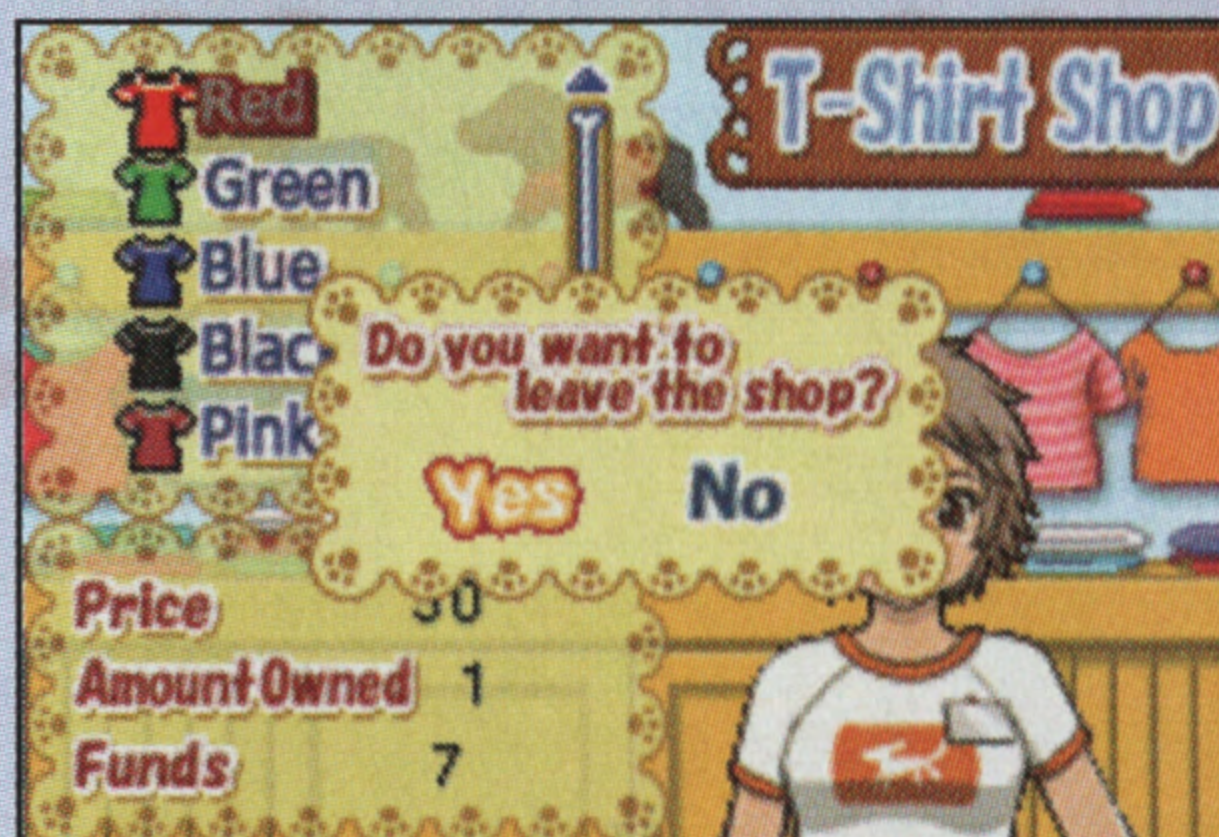 T-Shirt Shop
Red
Green
Blue
Blac
Pink
Do you want to
leave the shop?
Yes No
Price
Amount Owned 1
Funds 7